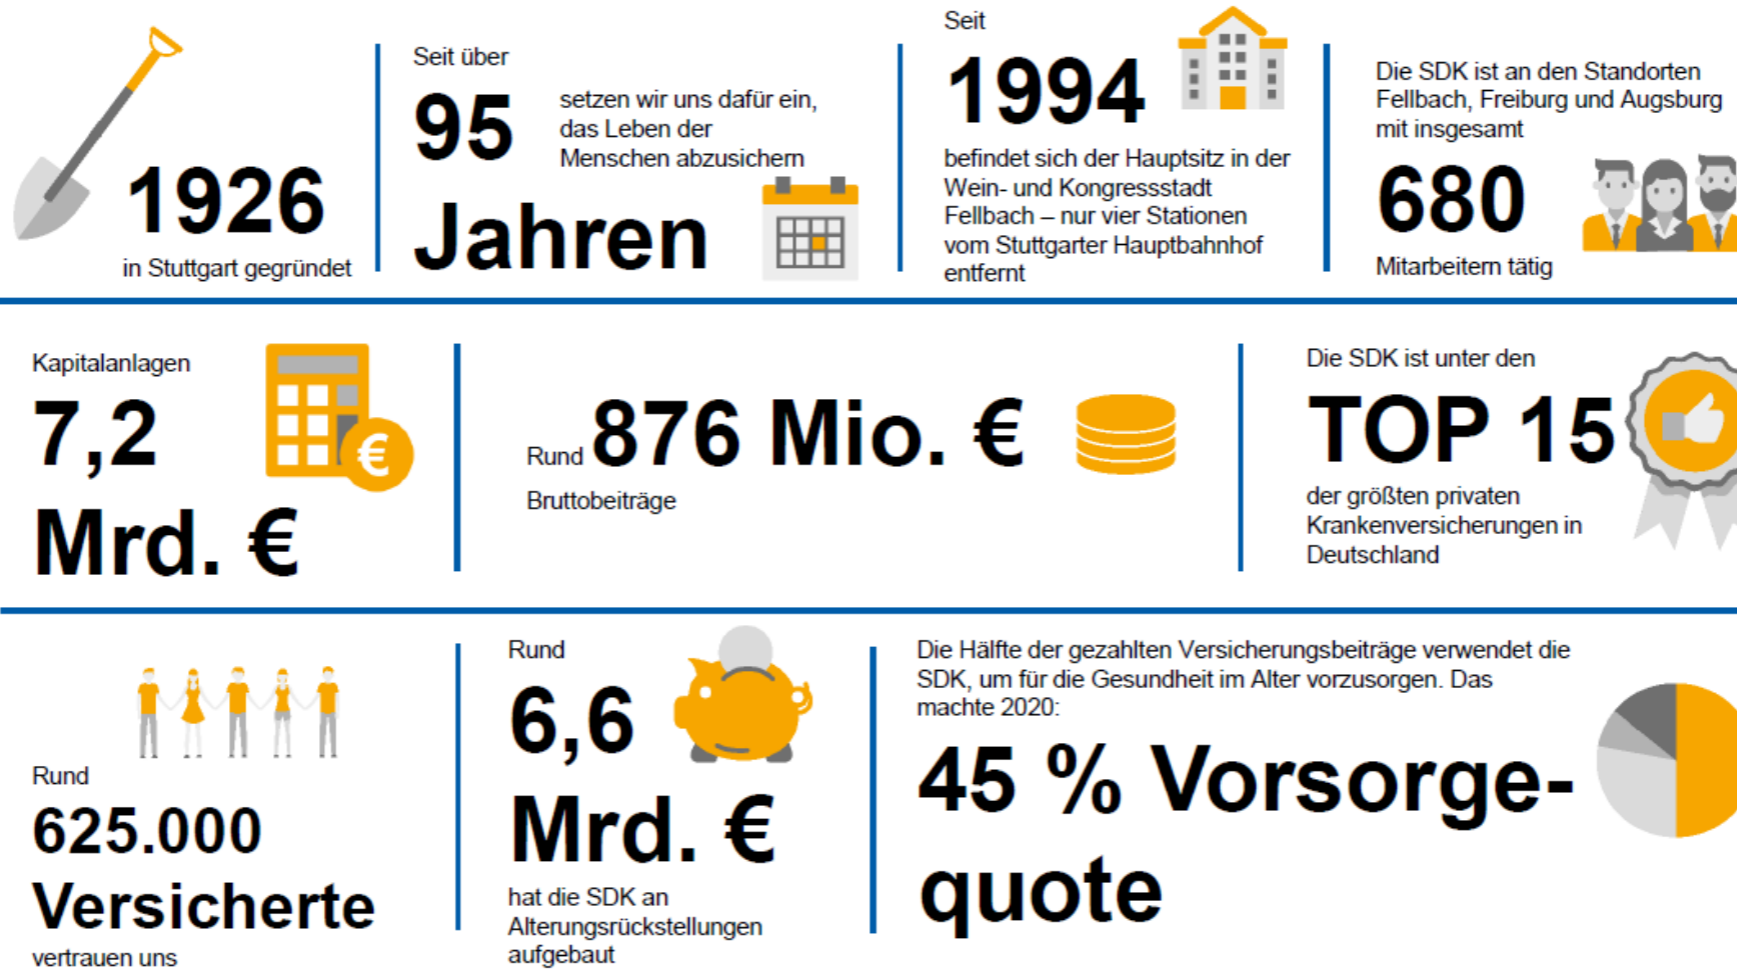 1926
in Stuttgart gegründet
Seit über
95
setzen wir uns dafür ein,
das Leben der
Menschen abzusichern
Jahren
Seit
1994
befindet sich der Hauptsitz in der
Wein- und Kongressstadt
Fellbach – nur vier Stationen
vom Stuttgarter Hauptbahnhof
entfernt
Die SDK ist an den Standorten
Fellbach, Freiburg und Augsburg
mit insgesamt
680
Mitarbeitern tätig
Kapitalanlagen
7,2
Mrd. €
€
Rund 876 Mio. €
Bruttobeiträge
Die SDK ist unter den
TOP 15
der größten privaten
Krankenversicherungen in
Deutschland
Rund
625.000
Versicherte
vertrauen uns
Rund
6,6
Mrd. €
hat die SDK an
Alterungsrückstellungen
aufgebaut
Die Hälfte der gezahlten Versicherungsbeiträge verwendet die
SDK, um für die Gesundheit im Alter vorzusorgen. Das
machte 2020:
45 % Vorsorge-
quote